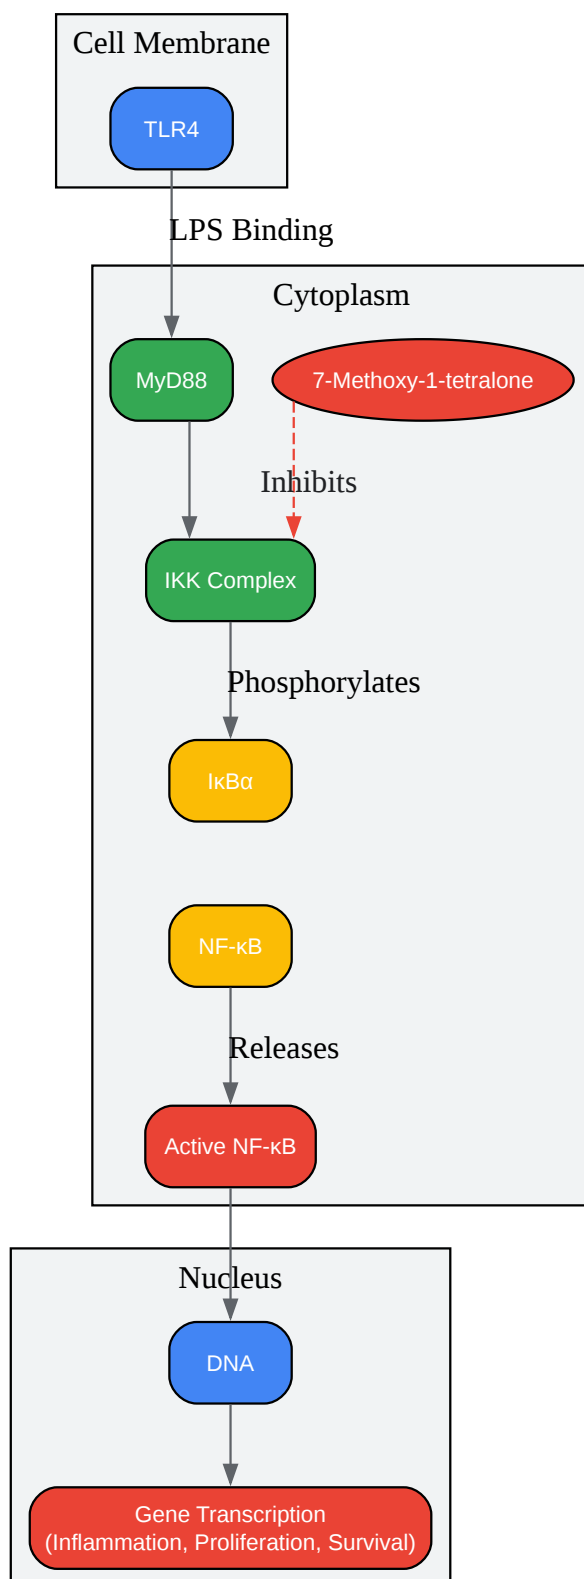 Cell Membrane
TLR4
LPS Binding
Cytoplasm
MyD88
7-Methoxy-1-tetralone
Inhibits
IKK Complex
Phosphorylates
IκBα
NF-κB
Releases
Active NF-κB
Nucleus
DNA
Gene Transcription
(Inflammation, Proliferation, Survival)